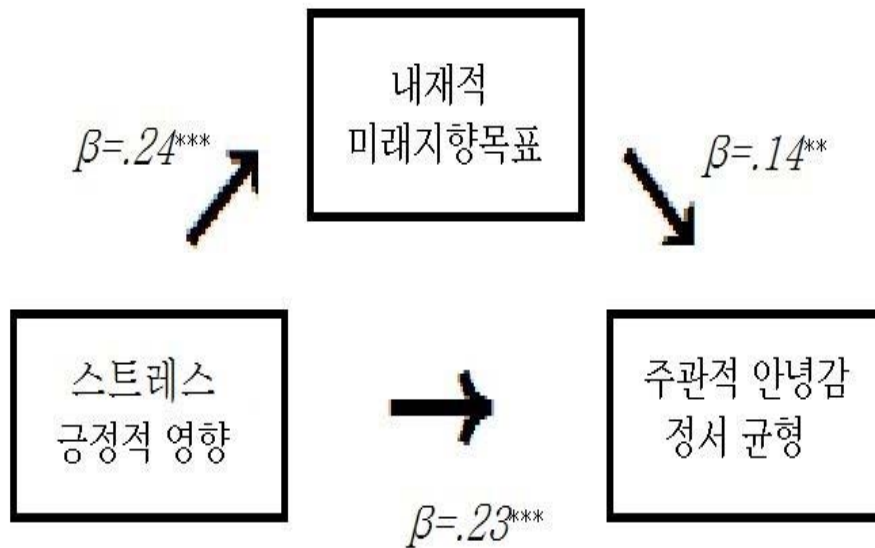 내재적
미래지향목표
β=.24***
β=.14**
스트레스
긍정적 영향
주관적 안녕감
정서 균형
β=.23***